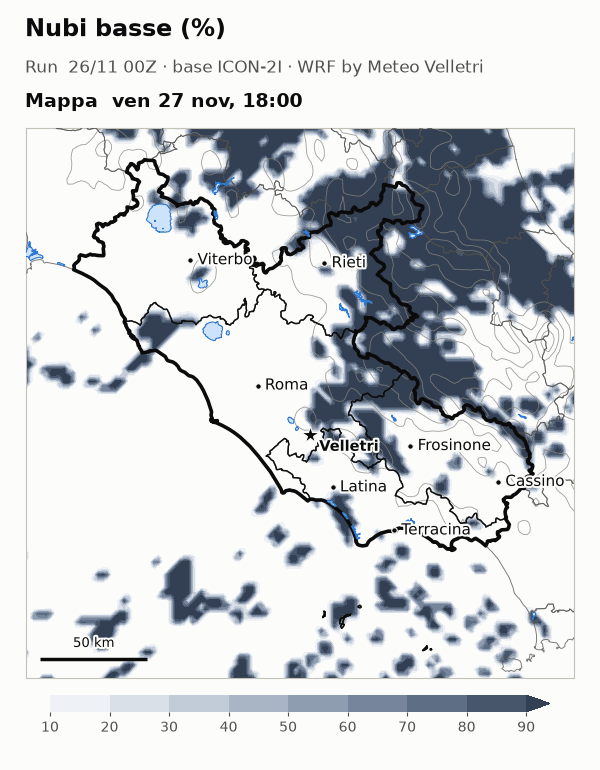 Nubi basse (%)
Run  26/11 00Z · base ICON-2I · WRF by Meteo Velletri
Mappa  ven 27 nov, 18:00
Viterbo
Rieti
Roma
Velletri
Frosinone
Cassino
Latina
Terracina
50 km
10 20 30 40 50 60 70 80 90